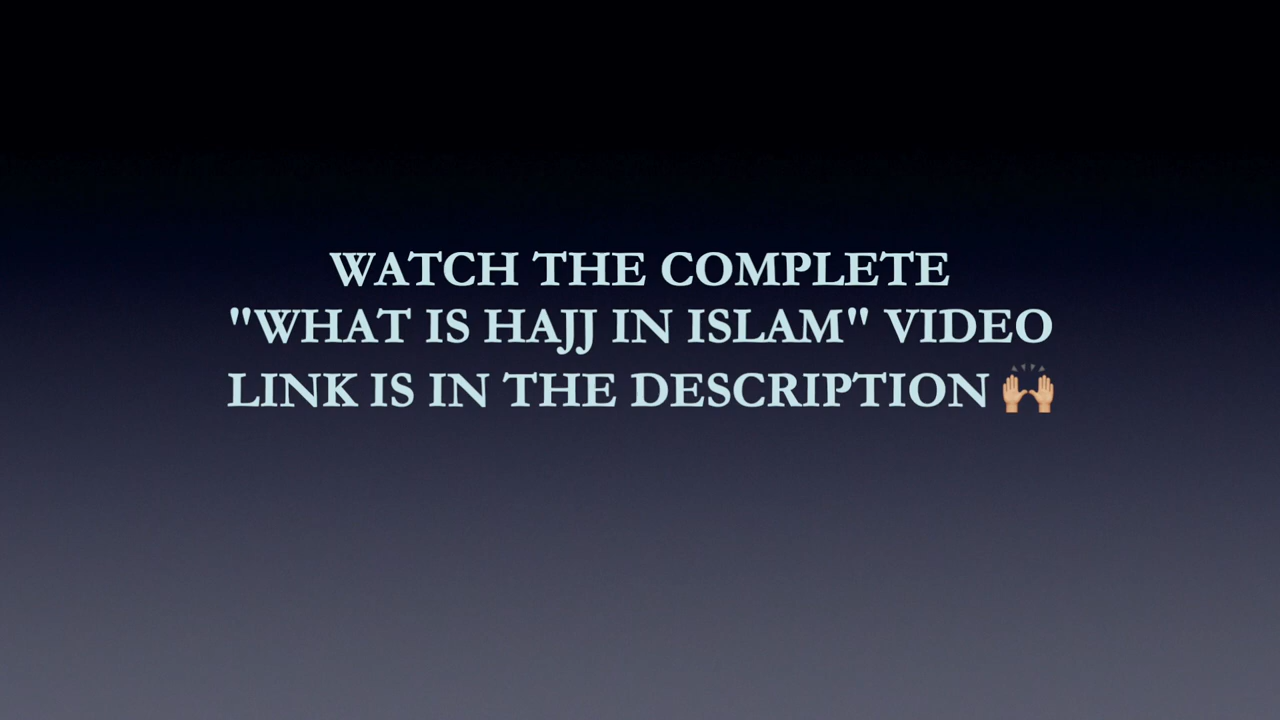 WATCH THE COMPLETE
"WHAT IS HAJJ IN ISLAM" VIDEO
LINK IS IN THE DESCRIPTION 🙌🏼